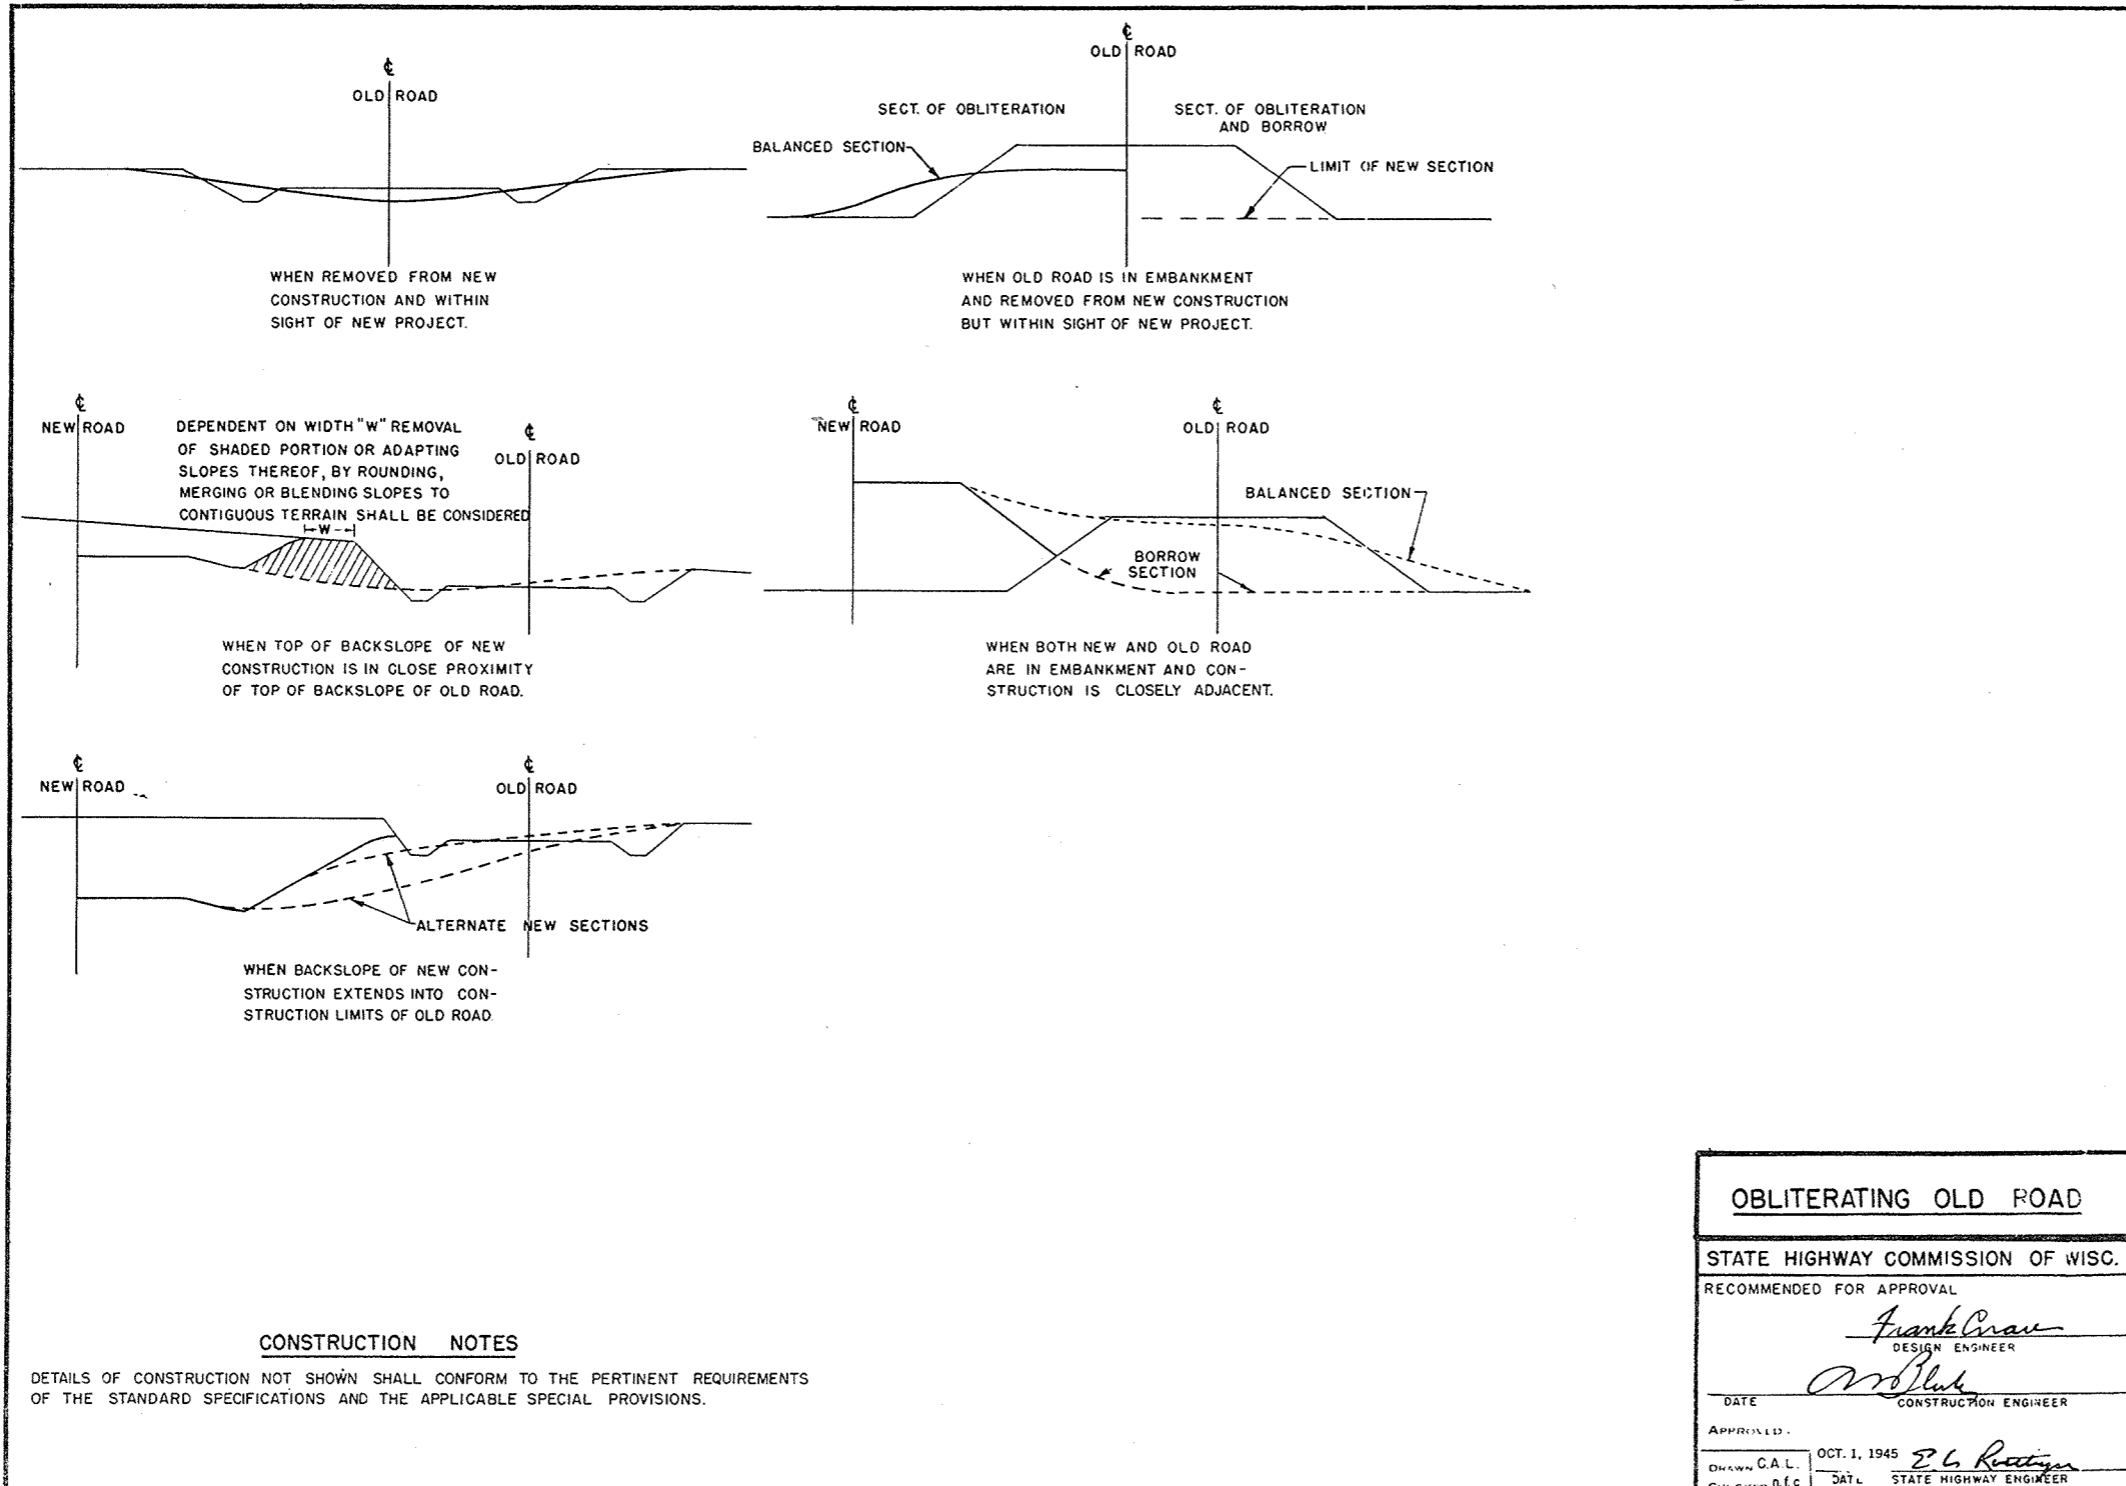 ℄
OLD ROAD
WHEN REMOVED FROM NEW
CONSTRUCTION AND WITHIN
SIGHT OF NEW PROJECT.
℄
OLD ROAD
SECT. OF OBLITERATION
SECT. OF OBLITERATION
AND BORROW
BALANCED SECTION
LIMIT OF NEW SECTION
WHEN OLD ROAD IS IN EMBANKMENT
AND REMOVED FROM NEW CONSTRUCTION
BUT WITHIN SIGHT OF NEW PROJECT.
℄
NEW ROAD
DEPENDENT ON WIDTH "W" REMOVAL
OF SHADED PORTION OR ADAPTING
SLOPES THEREOF, BY ROUNDING,
MERGING OR BLENDING SLOPES TO
CONTIGUOUS TERRAIN SHALL BE CONSIDERED
℄
OLD ROAD
W
WHEN TOP OF BACKSLOPE OF NEW
CONSTRUCTION IS IN CLOSE PROXIMITY
OF TOP OF BACKSLOPE OF OLD ROAD.
℄
NEW ROAD
℄
OLD ROAD
BALANCED SECTION
BORROW
SECTION
WHEN BOTH NEW AND OLD ROAD
ARE IN EMBANKMENT AND CON-
STRUCTION IS CLOSELY ADJACENT.
℄
NEW ROAD
℄
OLD ROAD
ALTERNATE NEW SECTIONS
WHEN BACKSLOPE OF NEW CON-
STRUCTION EXTENDS INTO CON-
STRUCTION LIMITS OF OLD ROAD.
CONSTRUCTION NOTES
DETAILS OF CONSTRUCTION NOT SHOWN SHALL CONFORM TO THE PERTINENT REQUIREMENTS
OF THE STANDARD SPECIFICATIONS AND THE APPLICABLE SPECIAL PROVISIONS.
OBLITERATING OLD ROAD
STATE HIGHWAY COMMISSION OF WISC.
RECOMMENDED FOR APPROVAL
Frank
DESIGN ENGINEER
DATE
CONSTRUCTION ENGINEER
APPROVED.
DRAWN C.A.L.
OCT. 1, 1945
DATE
STATE HIGHWAY ENGINEER